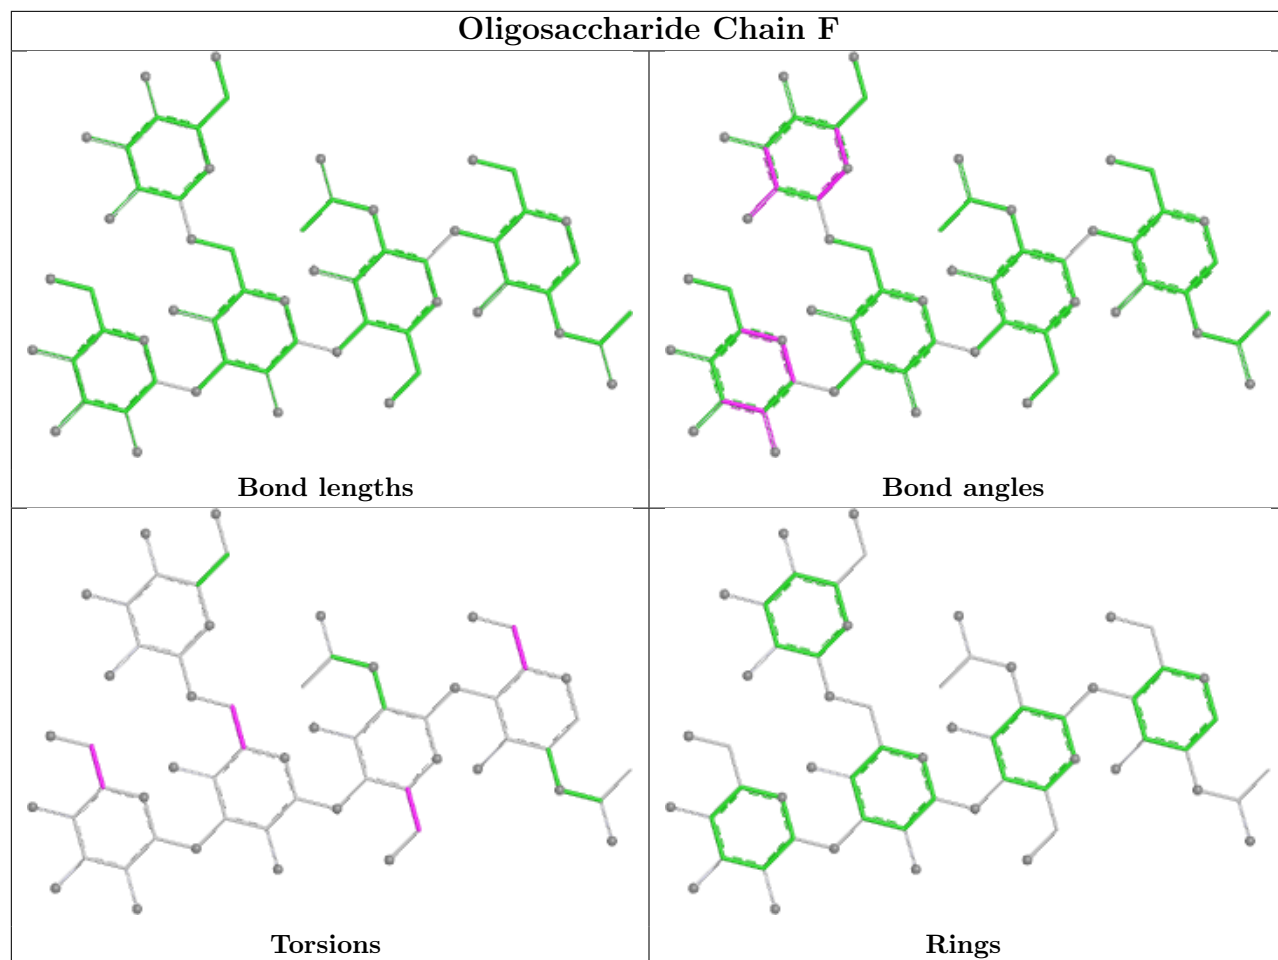 Oligosaccharide Chain F
Bond lengths
Bond angles
Torsions
Rings